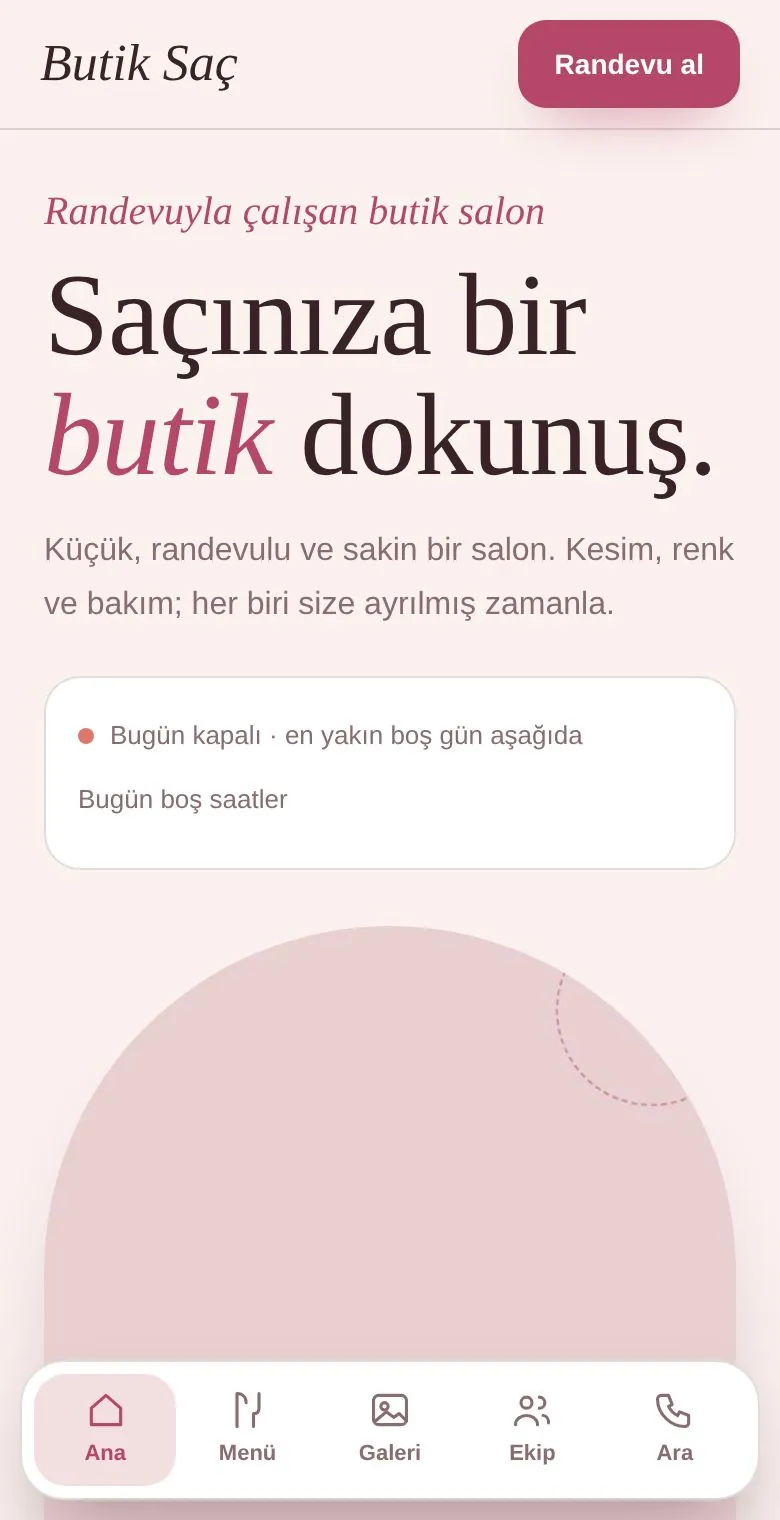 Butik Saç
Randevu al
Randevuyla çalışan butik salon
Saçınıza bir
butik dokunuş.
Küçük, randevulu ve sakin bir salon. Kesim, renk
ve bakım; her biri size ayrılmış zamanla.
Bugün kapalı · en yakın boş gün aşağıda
Bugün boş saatler
Ana
Menü
Galeri
Ekip
Ara